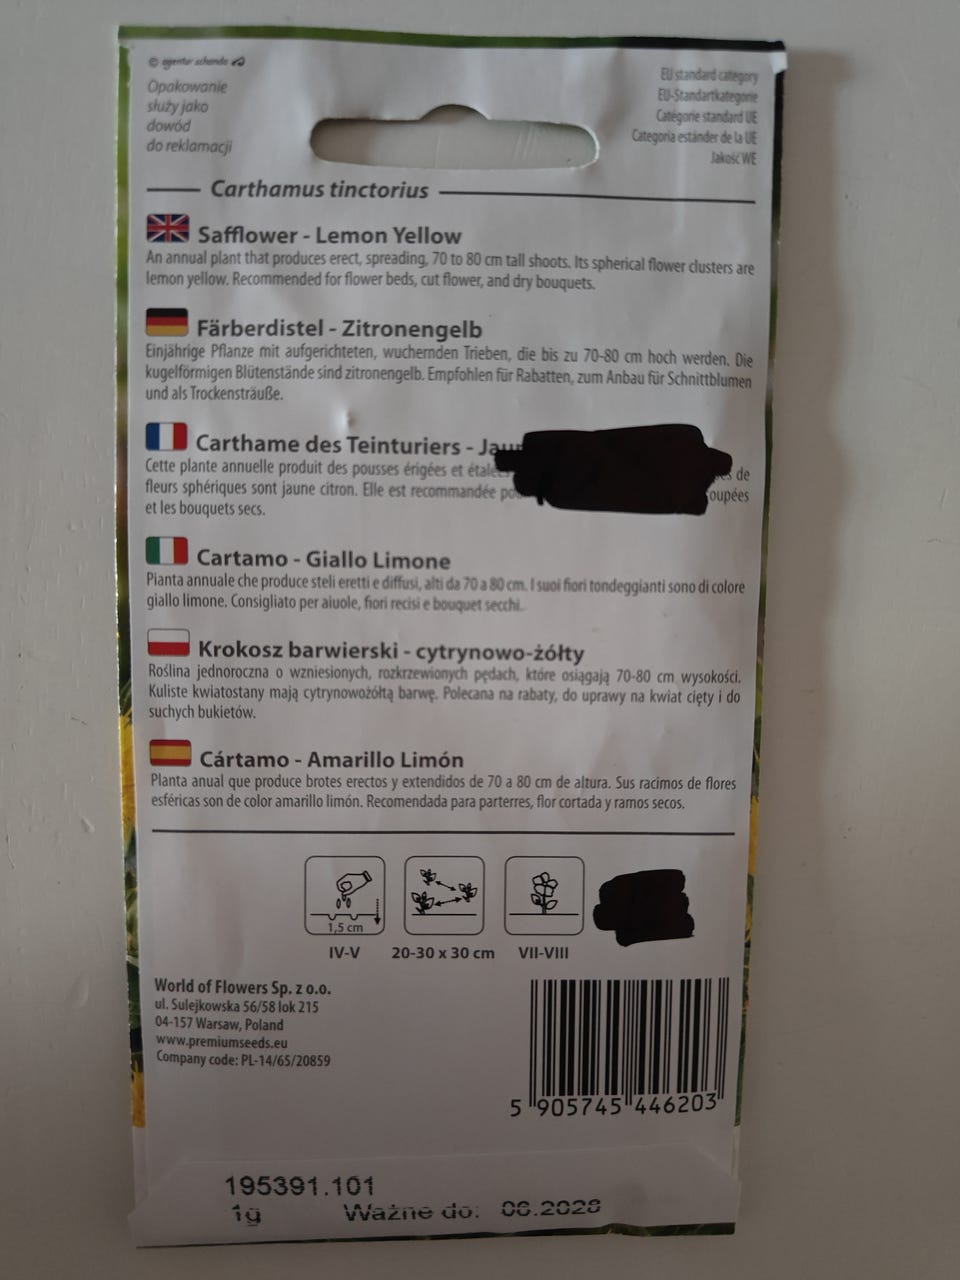 © agentur schendo
Opakowanie
służy jako
dowód
do reklamacji
EU standard category
EU-Standartkategorie
Catégorie standard UE
Categoria estánder de la UE
Jakość WE
Carthamus tinctorius
Safflower - Lemon Yellow
An annual plant that produces erect, spreading, 70 to 80 cm tall shoots. Its spherical flower clusters are
lemon yellow. Recommended for flower beds, cut flower, and dry bouquets.
Färberdistel - Zitronengelb
Einjährige Pflanze mit aufgerichteten, wuchernden Trieben, die bis zu 70-80 cm hoch werden. Die
kugelförmigen Blütenstände sind zitronengelb. Empfohlen für Rabatten, zum Anbau für Schnittblumen
und als Trockensträuße.
Carthame des Teinturiers -
Cette plante annuelle produit des pousses érigées et de
fleurs sphériques sont jaune citron. Elle est recommandée
et les bouquets secs.
Cartamo - Giallo Limone
Pianta annuale che produce steli eretti e diffusi, alti da 70 a 80 cm. I suoi fiori tondeggianti sono di colore
giallo limone. Consigliato per aiuole, fiori recisi e bouquet secchi.
Krokosz barwierski - cytrynowo-żółty
Roślina jednoroczna o wzniesionych, rozkrzewionych pędach, które osiągają 70-80 cm wysokości.
Kuliste kwiatostany mają cytrynowożółtą barwę. Polecana na rabaty, do uprawy na kwiat cięty i do
suchych bukietów.
Cártamo - Amarillo Limón
Planta anual que produce brotes erectos y extendidos de 70 a 80 cm de altura. Sus racimos de flores
esféricas son de color amarillo limón. Recomendada para parterres, flor cortada y ramos secos.
1,5 cm
IV-V 20-30 x 30 cm VII-VIII
World of Flowers Sp. z o.o.
ul. Sulejkowska 56/58 lok 215
04-157 Warsaw, Poland
www.premiumseeds.eu
Company code: PL-14/65/20859
5 905745 446203
195391.101
1g Ważne do: 06.2028